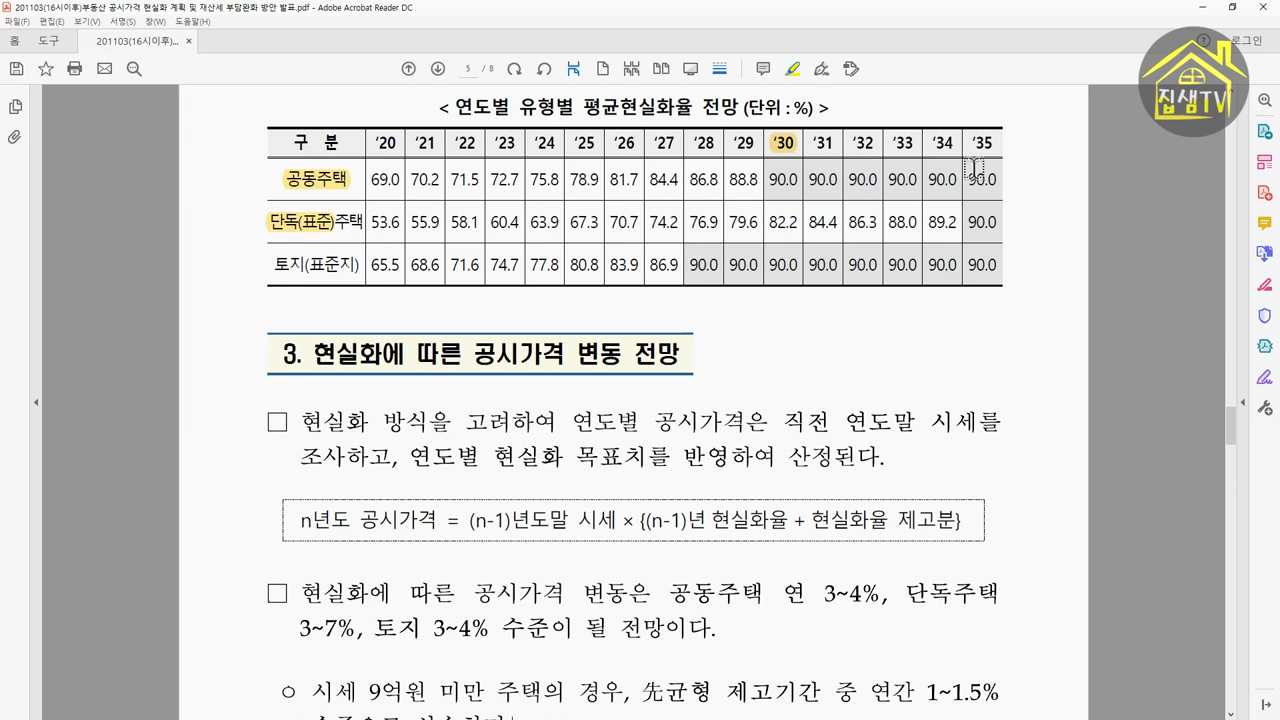 201103(16시이후)부동산 공시가격 현실화 계획 및 재산세 부담완화 방안 발표.pdf - Adobe Acrobat Reader DC
파일(F) 편집(E) 보기(V) 서명(S) 창(W) 도움말(H)
홈 도구 201103(16시이후)... × 로그인
/ 8
집샘TV
< 연도별 유형별 평균현실화율 전망 (단위 : %) >
구 분 ‘20 ‘21 ‘22 ‘23 ‘24 ‘25 ‘26 ‘27 ‘28 ‘29 ‘30 ‘31 ‘32 ‘33 ‘34 ‘35
공동주택 69.0 70.2 71.5 72.7 75.8 78.9 81.7 84.4 86.8 88.8 90.0 90.0 90.0 90.0 90.0 90.0
단독(표준)주택 53.6 55.9 58.1 60.4 63.9 67.3 70.7 74.2 76.9 79.6 82.2 84.4 86.3 88.0 89.2 90.0
토지(표준지) 65.5 68.6 71.6 74.7 77.8 80.8 83.9 86.9 90.0 90.0 90.0 90.0 90.0 90.0 90.0 90.0
3. 현실화에 따른 공시가격 변동 전망
□ 현실화 방식을 고려하여 연도별 공시가격은 직전 연도말 시세를
조사하고, 연도별 현실화 목표치를 반영하여 산정된다.
n년도 공시가격 = (n-1)년도말 시세 × {(n-1)년 현실화율 + 현실화율 제고분}
□ 현실화에 따른 공시가격 변동은 공동주택 연 3~4%, 단독주택
3~7%, 토지 3~4% 수준이 될 전망이다.
○ 시세 9억원 미만 주택의 경우, 先균형 제고기간 중 연간 1~1.5%